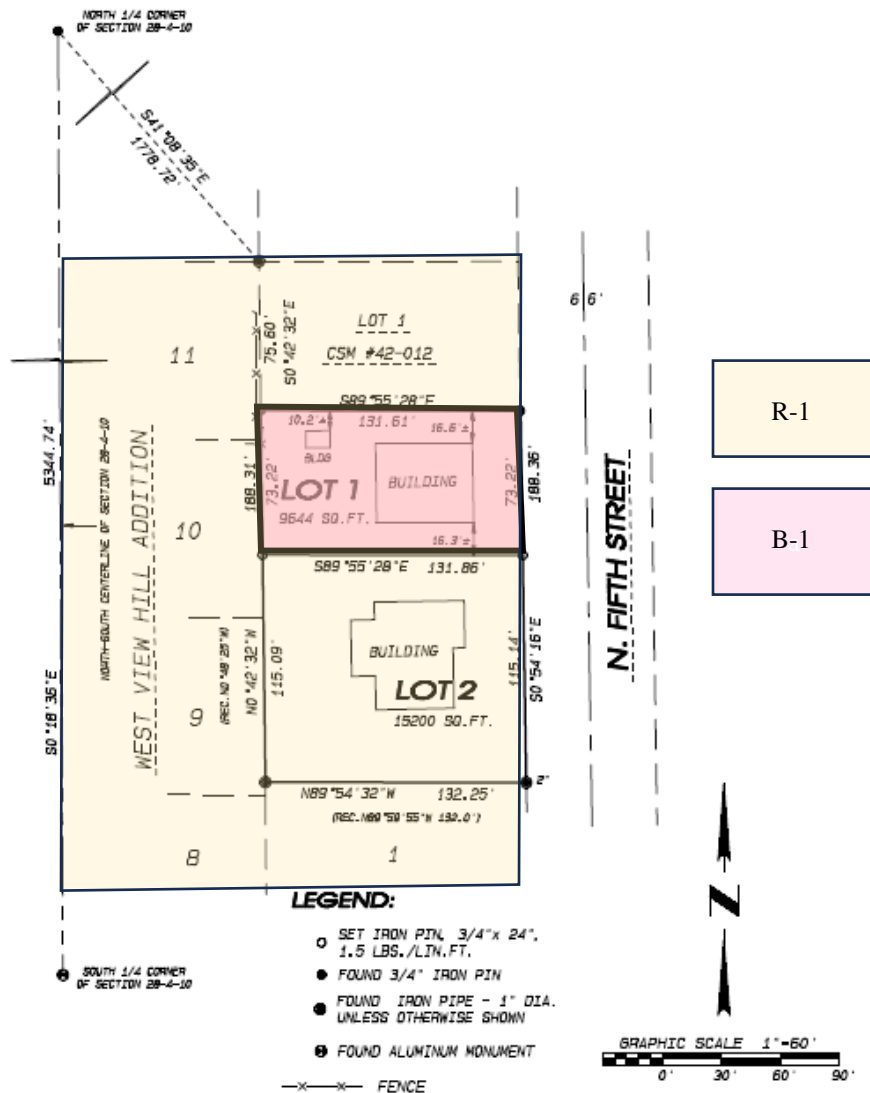 NORTH 1/4 CORNER
OF SECTION 28-4-10
S41°08'35"E
1778.72'
66'
11
75.60'
S0°42'32"E
LOT 1
CSM #42-012
S89°55'28"E
131.61'
10.2'±
16.6'±
BLDG
BUILDING
LOT 1
9644 SQ.FT.
188.31'
73.22'
73.22'
188.36'
16.3'±
R-1
B-1
5344.74'
NORTH-SOUTH CENTERLINE OF SECTION 28-4-10
S0°18'35"E
WEST VIEW HILL ADDITION
10
S89°55'28"E 131.86'
N. FIFTH STREET
BUILDING
LOT 2
15200 SQ.FT.
N0°42'32"W
115.09'
115.14'
S0°54'16"E
9
2"
N89°54'32"W 132.25'
8
1
LEGEND:
SET IRON PIN, 3/4"x 24",
1.5 LBS./LIN.FT.
FOUND 3/4" IRON PIN
FOUND IRON PIPE - 1" DIA.
UNLESS OTHERWISE SHOWN
FOUND ALUMINUM MONUMENT
FENCE
SOUTH 1/4 CORNER
OF SECTION 28-4-10
N
GRAPHIC SCALE 1"=60'
0' 30' 60' 90'